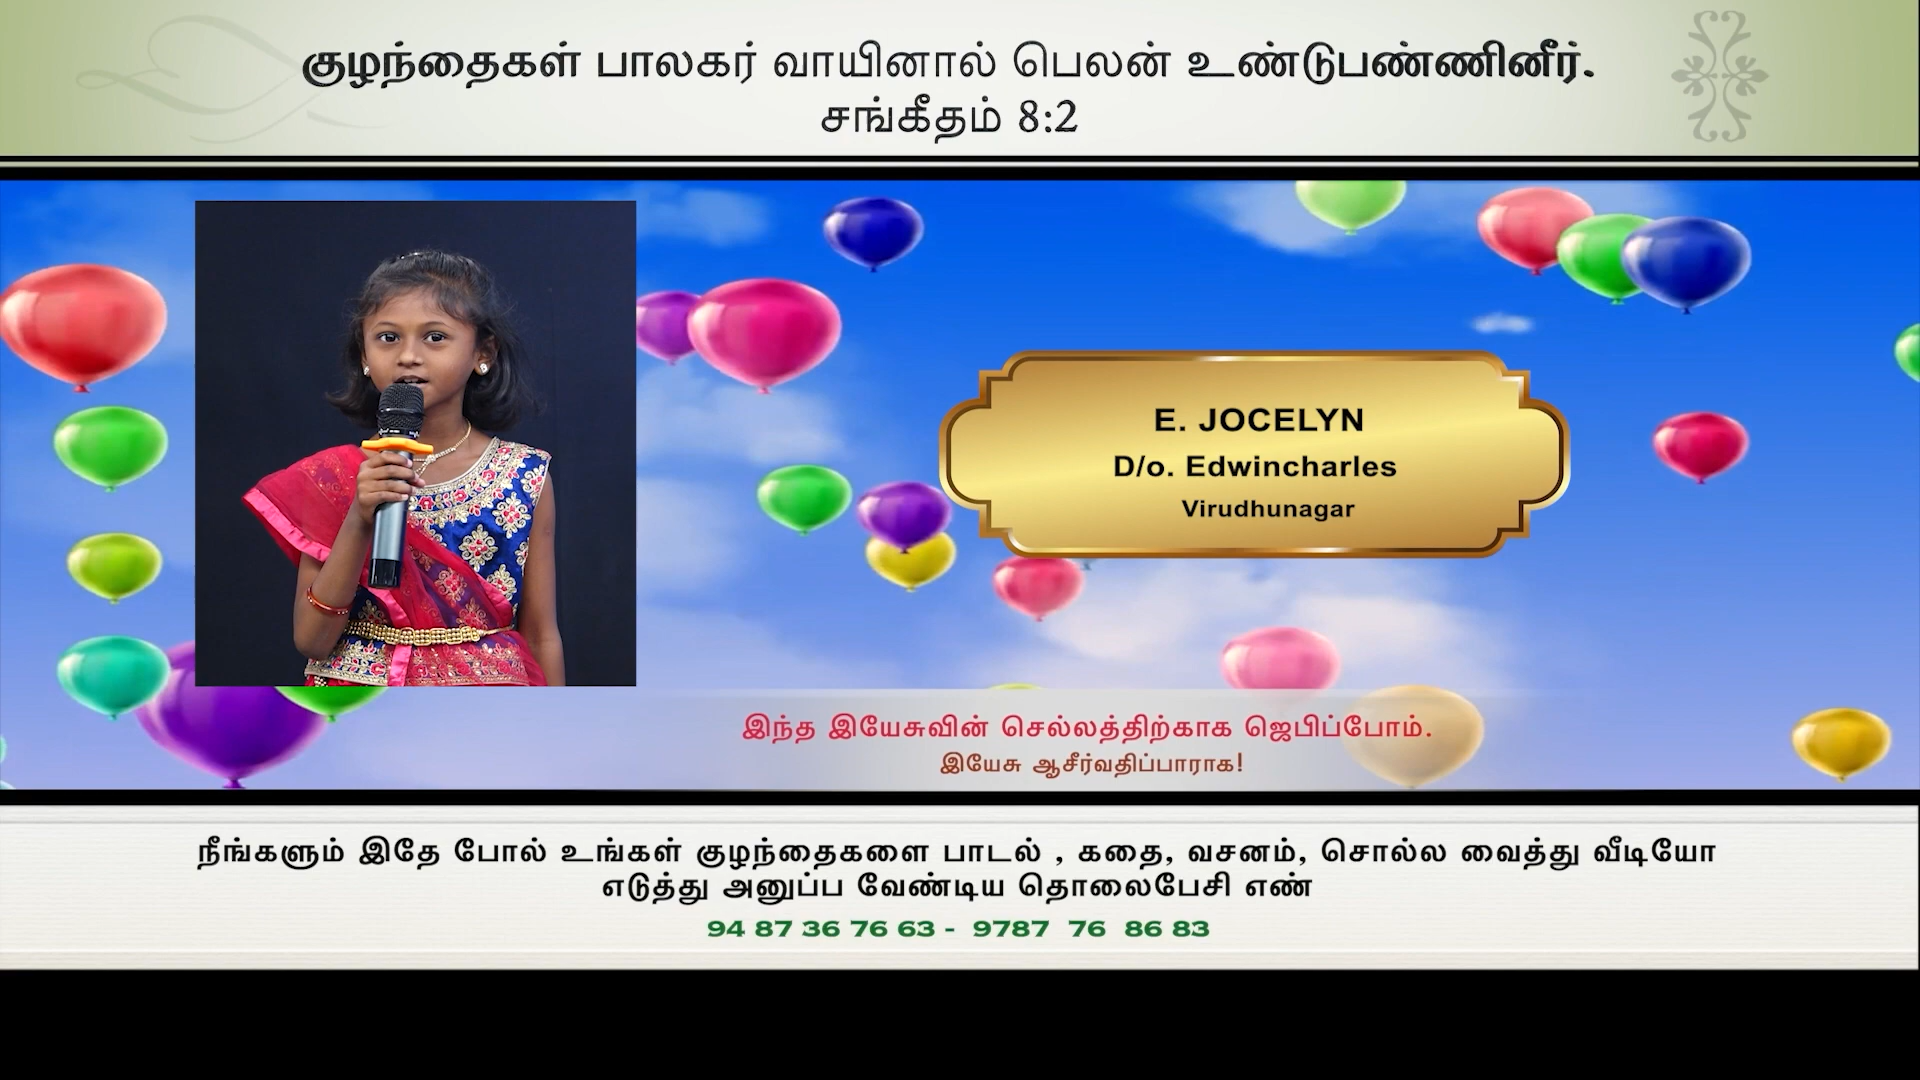 குழந்தைகள் பாலகர் வாயினால் பெலன் உண்டுபண்ணினீர்.
சங்கீதம் 8:2
E. JOCELYN
D/o. Edwincharles
Virudhunagar
இந்த இயேசுவின் செல்லத்திற்காக ஜெபிப்போம்.
இயேசு ஆசீர்வதிப்பாராக!
நீங்களும் இதே போல் உங்கள் குழந்தைகளை பாடல் , கதை, வசனம், சொல்ல வைத்து வீடியோ
எடுத்து அனுப்ப வேண்டிய தொலைபேசி எண்
94 87 36 76 63 - 9787 76 86 83